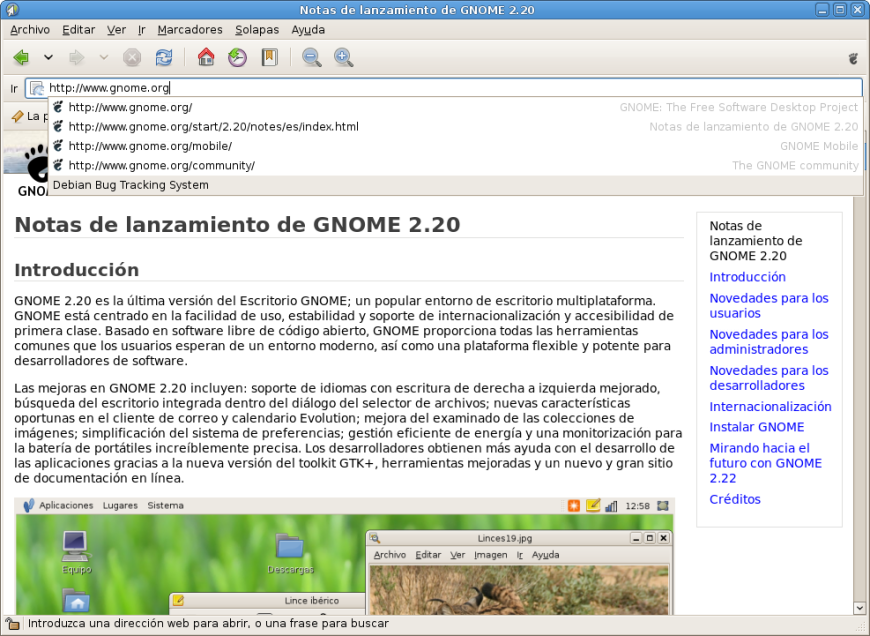 Notas de lanzamiento de GNOME 2.20
Archivo Editar Ver Ir Marcadores Solapas Ayuda
Ir http://www.gnome.org
http://www.gnome.org/ GNOME: The Free Software Desktop Project
http://www.gnome.org/start/2.20/notes/es/index.html Notas de lanzamiento de GNOME 2.20
http://www.gnome.org/mobile/ GNOME Mobile
http://www.gnome.org/community/ The GNOME community
Debian Bug Tracking System
La p
GNO
Notas de lanzamiento de GNOME 2.20
Introducción
GNOME 2.20 es la última versión del Escritorio GNOME; un popular entorno de escritorio multiplataforma.
GNOME está centrado en la facilidad de uso, estabilidad y soporte de internacionalización y accesibilidad de
primera clase. Basado en software libre de código abierto, GNOME proporciona todas las herramientas
comunes que los usuarios esperan de un entorno moderno, así como una plataforma flexible y potente para
desarrolladores de software.
Las mejoras en GNOME 2.20 incluyen: soporte de idiomas con escritura de derecha a izquierda mejorado,
búsqueda del escritorio integrada dentro del diálogo del selector de archivos; nuevas características
oportunas en el cliente de correo y calendario Evolution; mejora del examinado de las colecciones de
imágenes; simplificación del sistema de preferencias; gestión eficiente de energía y una monitorización para
la batería de portátiles increíblemente precisa. Los desarrolladores obtienen más ayuda con el desarrollo de
las aplicaciones gracias a la nueva versión del toolkit GTK+, herramientas mejoradas y un nuevo y gran sitio
de documentación en línea.
Notas de
lanzamiento de
GNOME 2.20
Introducción
Novedades para los
usuarios
Novedades para los
administradores
Novedades para los
desarrolladores
Internacionalización
Instalar GNOME
Mirando hacia el
futuro con GNOME
2.22
Créditos
Aplicaciones Lugares Sistema 12:58
Equipo
Descargas
Lince ibérico
Linces19.jpg
Archivo Editar Ver Imagen Ir Ayuda
Introduzca una dirección web para abrir, o una frase para buscar